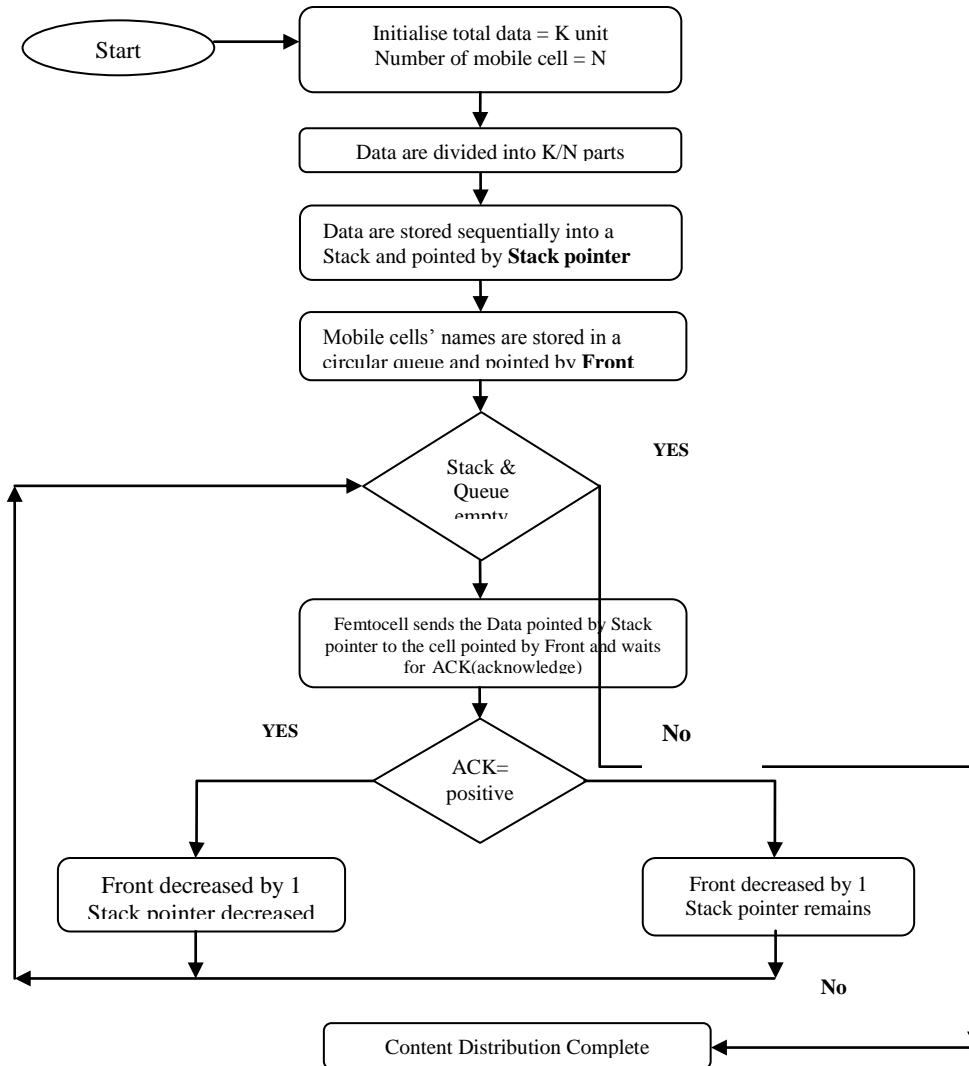 Start
Initialise total data = K unit
Number of mobile cell = N
Data are divided into K/N parts
Data are stored sequentially into a
Stack and pointed by Stack pointer
Mobile cells' names are stored in a
circular queue and pointed by Front
YES
Stack &
Queue
empty
Femtocell sends the Data pointed by Stack
pointer to the cell pointed by Front and waits
for ACK(acknowledge)
YES
No
ACK=
positive
Front decreased by 1
Stack pointer decreased
Front decreased by 1
Stack pointer remains
No
Content Distribution Complete